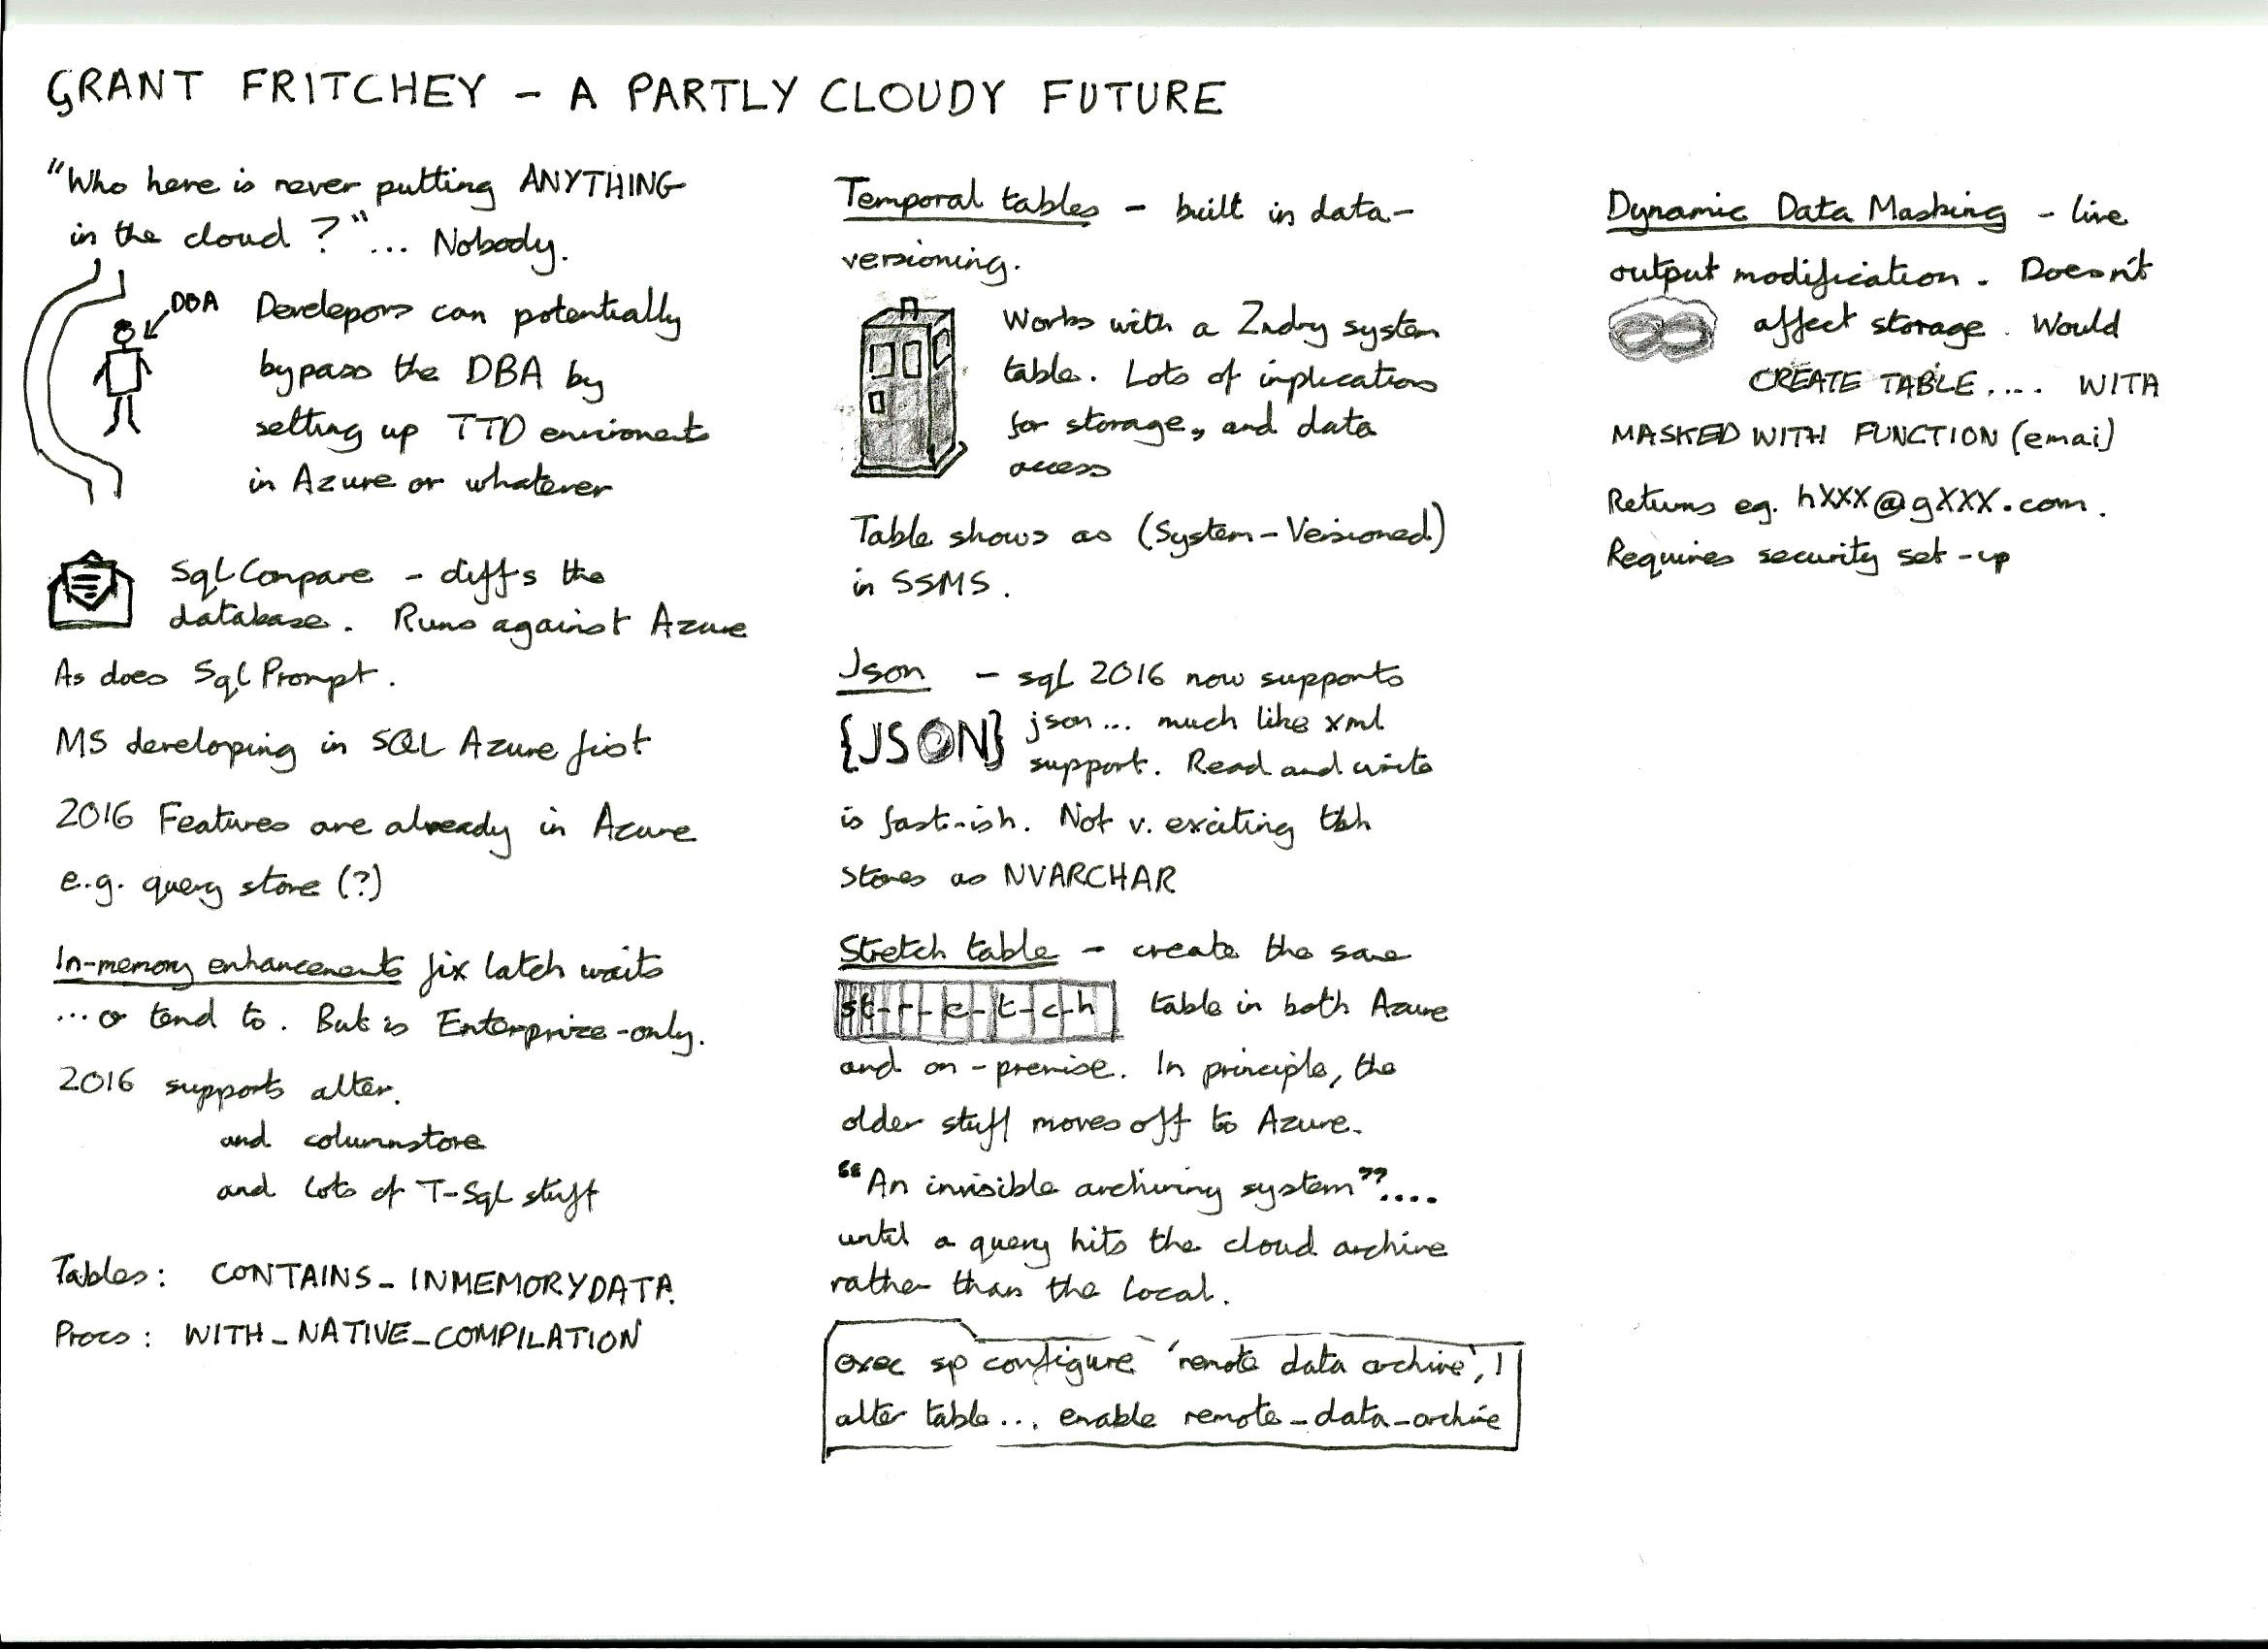 GRANT FRITCHEY - A PARTLY CLOUDY FUTURE
"Who here is never putting ANYTHING
in the cloud ?"... Nobody.
DBA
Developers can potentially
bypass the DBA by
setting up TTD enviroments
in Azure or whatever
SqlCompare - diffs the
database. Runs against Azure
As does Sql Prompt.
MS developing in SQL Azure first
2016 Features are already in Azure
e.g. query store (?)
In-memory enhancements fix latch waits
...or tend to. But is Enterprize-only.
2016 supports alter.
and columnstore
and lots of T-Sql stuff
Tables: CONTAINS_INMEMORYDATA
Procs: WITH_NATIVE_COMPILATION
Temporal tables - built in data-
versioning.
Works with a 2ndry system
table. Lots of implications
for storage, and data
access
Table shows as (System-Versioned)
in SSMS.
Json - sql 2016 now supports
{JSON} json... much like xml
support. Read and write
is fast-ish. Not v. exciting tbh
Stores as NVARCHAR
Stretch table - create the same
st-r-e-t-c-h table in both Azure
and on-premise. In principle, the
older stuff moves off to Azure.
"An invisible archiving system"....
until a query hits the cloud archive
rather than the local.
exec sp configure 'remote data archive', 1
alter table... enable remote_data_archive
Dynamic Data Masking - live
output modification. Doesn't
affect storage. Would
CREATE TABLE.... WITH
MASKED WITH FUNCTION (emai)
Returns eg. hXXX@gXXX.com.
Requires security set-up